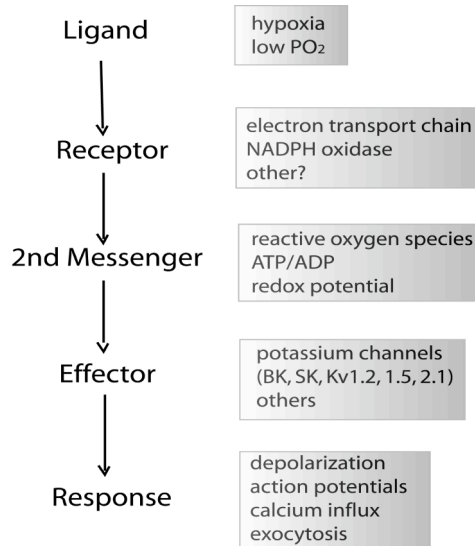 Ligand
hypoxia
low PO₂
Receptor
electron transport chain
NADPH oxidase
other?
2nd Messenger
reactive oxygen species
ATP/ADP
redox potential
Effector
potassium channels
(BK, SK, Kv1.2, 1.5, 2.1)
others
Response
depolarization
action potentials
calcium influx
exocytosis